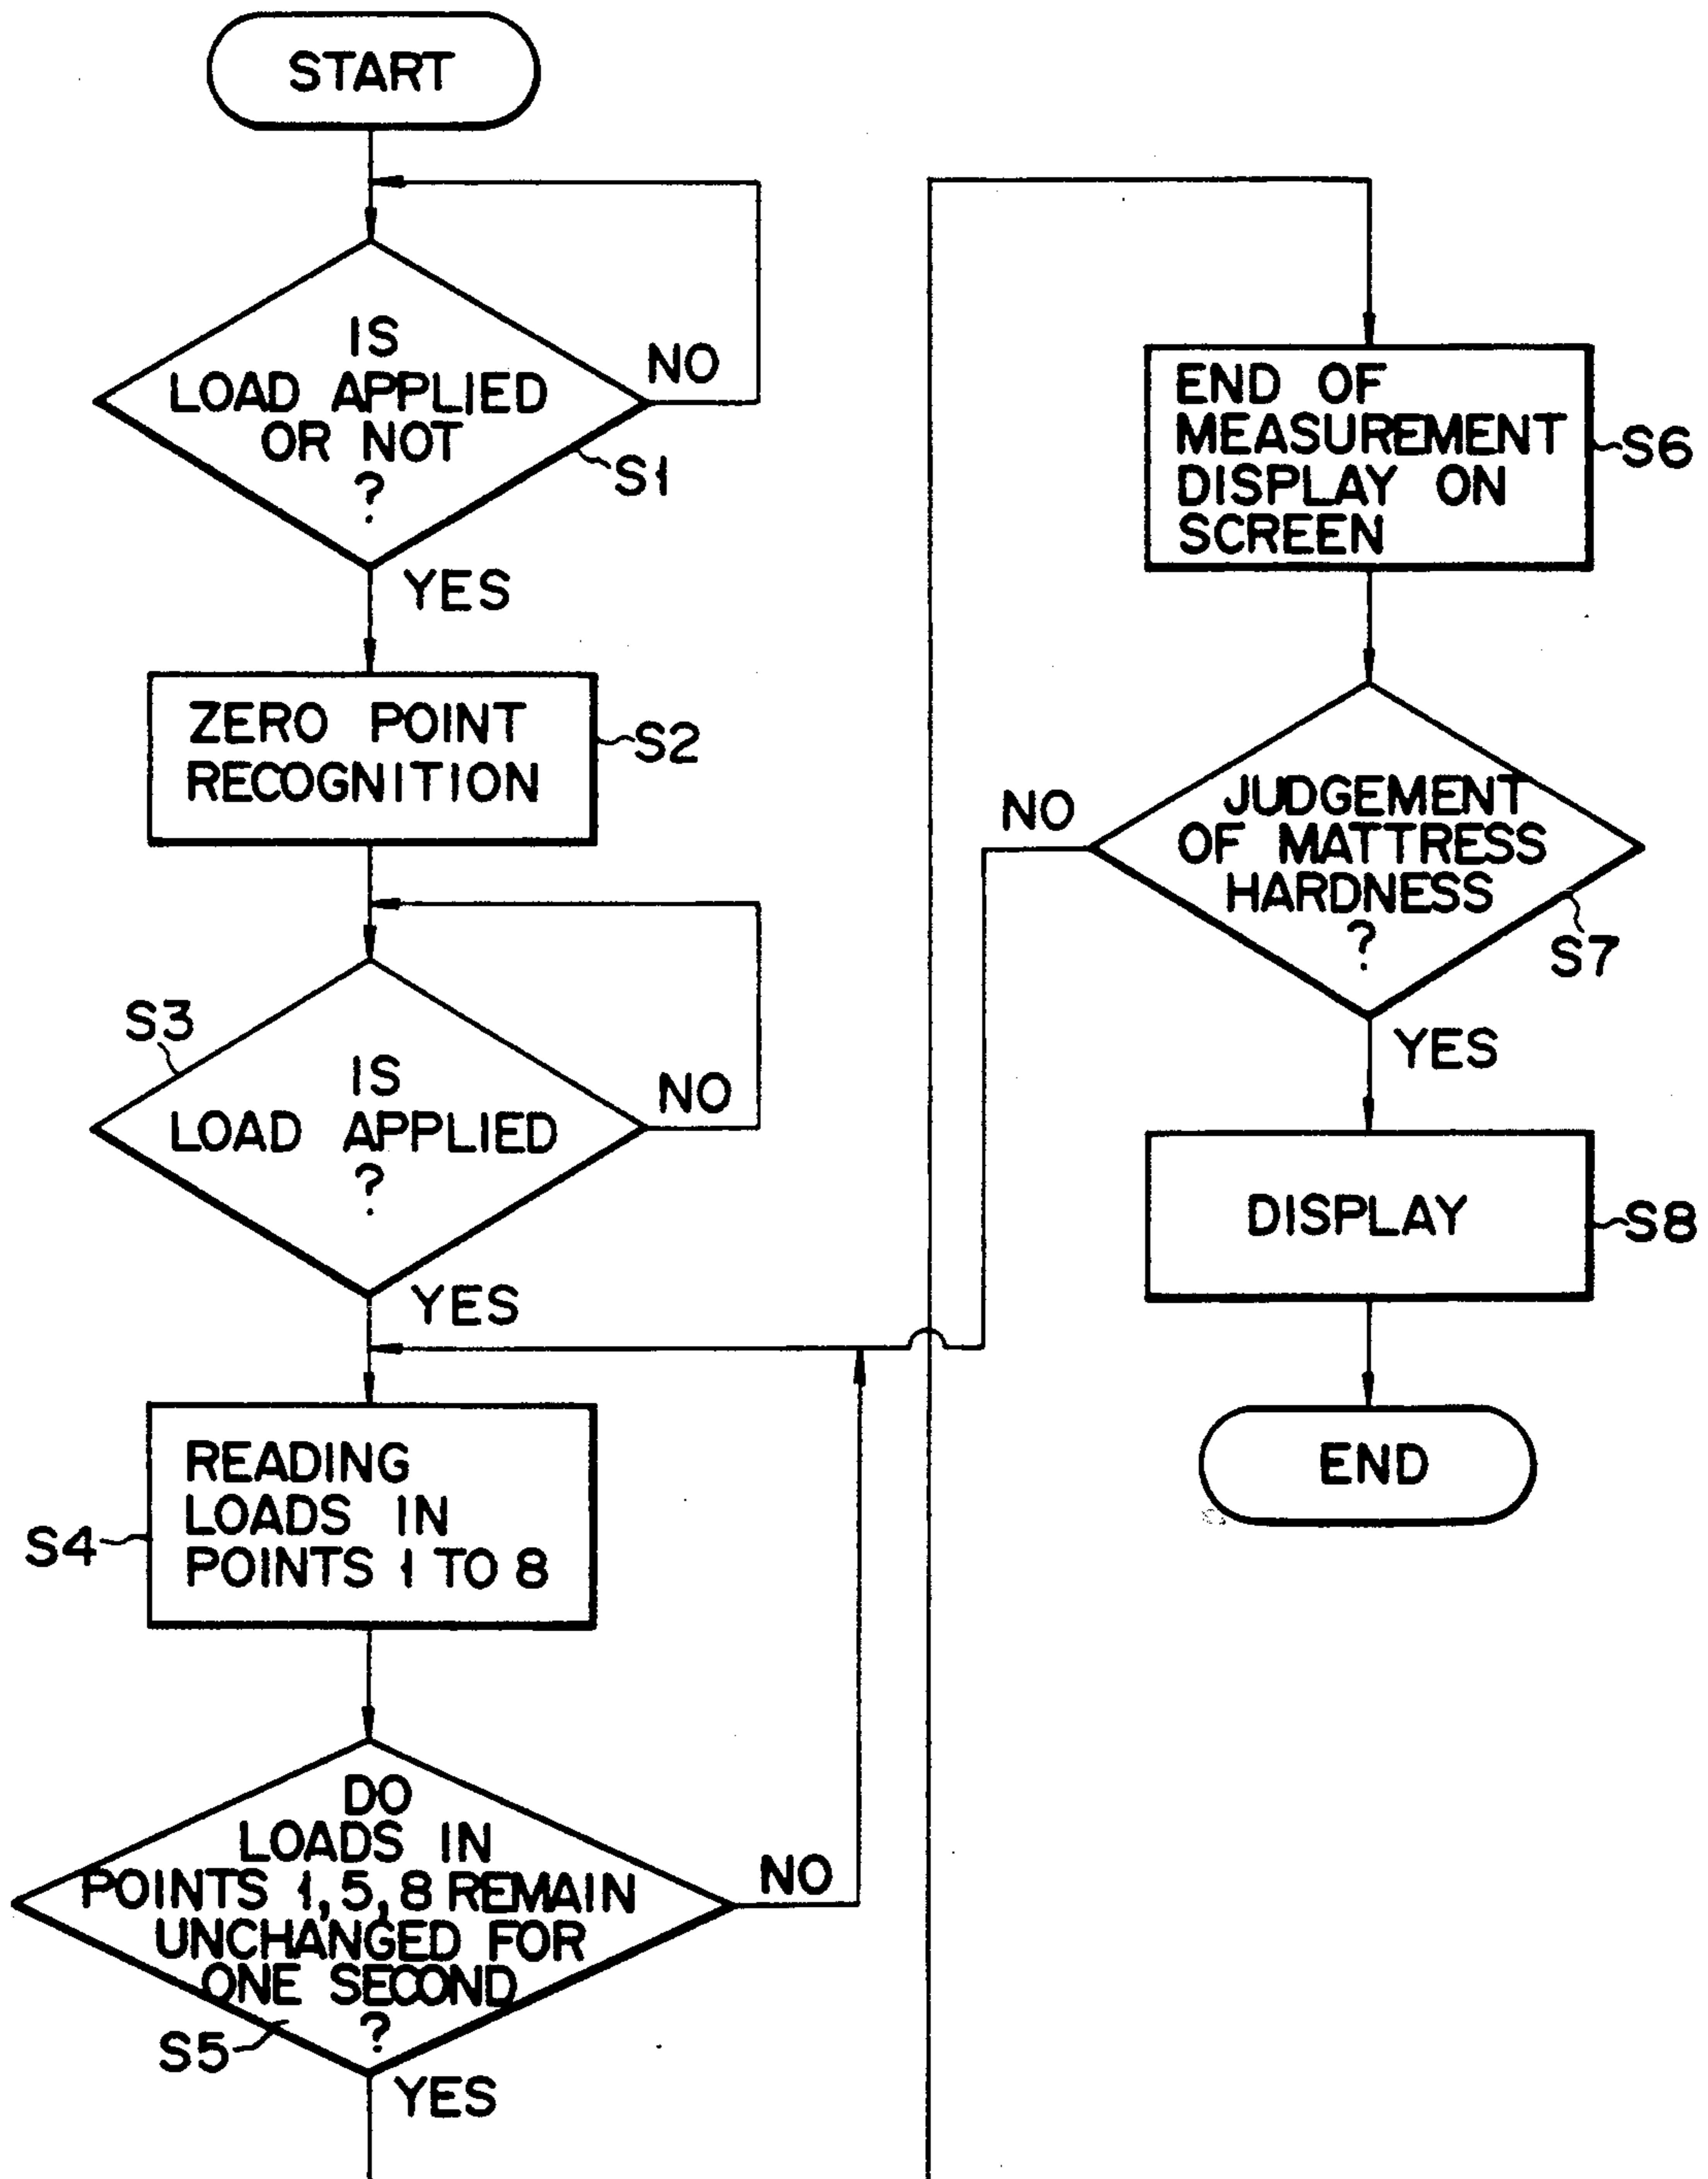 START
IS
LOAD APPLIED
OR NOT
?
NO
S1
YES
ZERO POINT
RECOGNITION
S2
S3
IS
LOAD APPLIED
?
NO
YES
READING
LOADS IN
POINTS 1 TO 8
S4
DO
LOADS IN
POINTS 1,5,8 REMAIN
UNCHANGED FOR
ONE SECOND
?
NO
S5
YES
END OF
MEASUREMENT
DISPLAY ON
SCREEN
S6
JUDGEMENT
OF MATTRESS
HARDNESS
?
NO
S7
YES
DISPLAY
S8
END